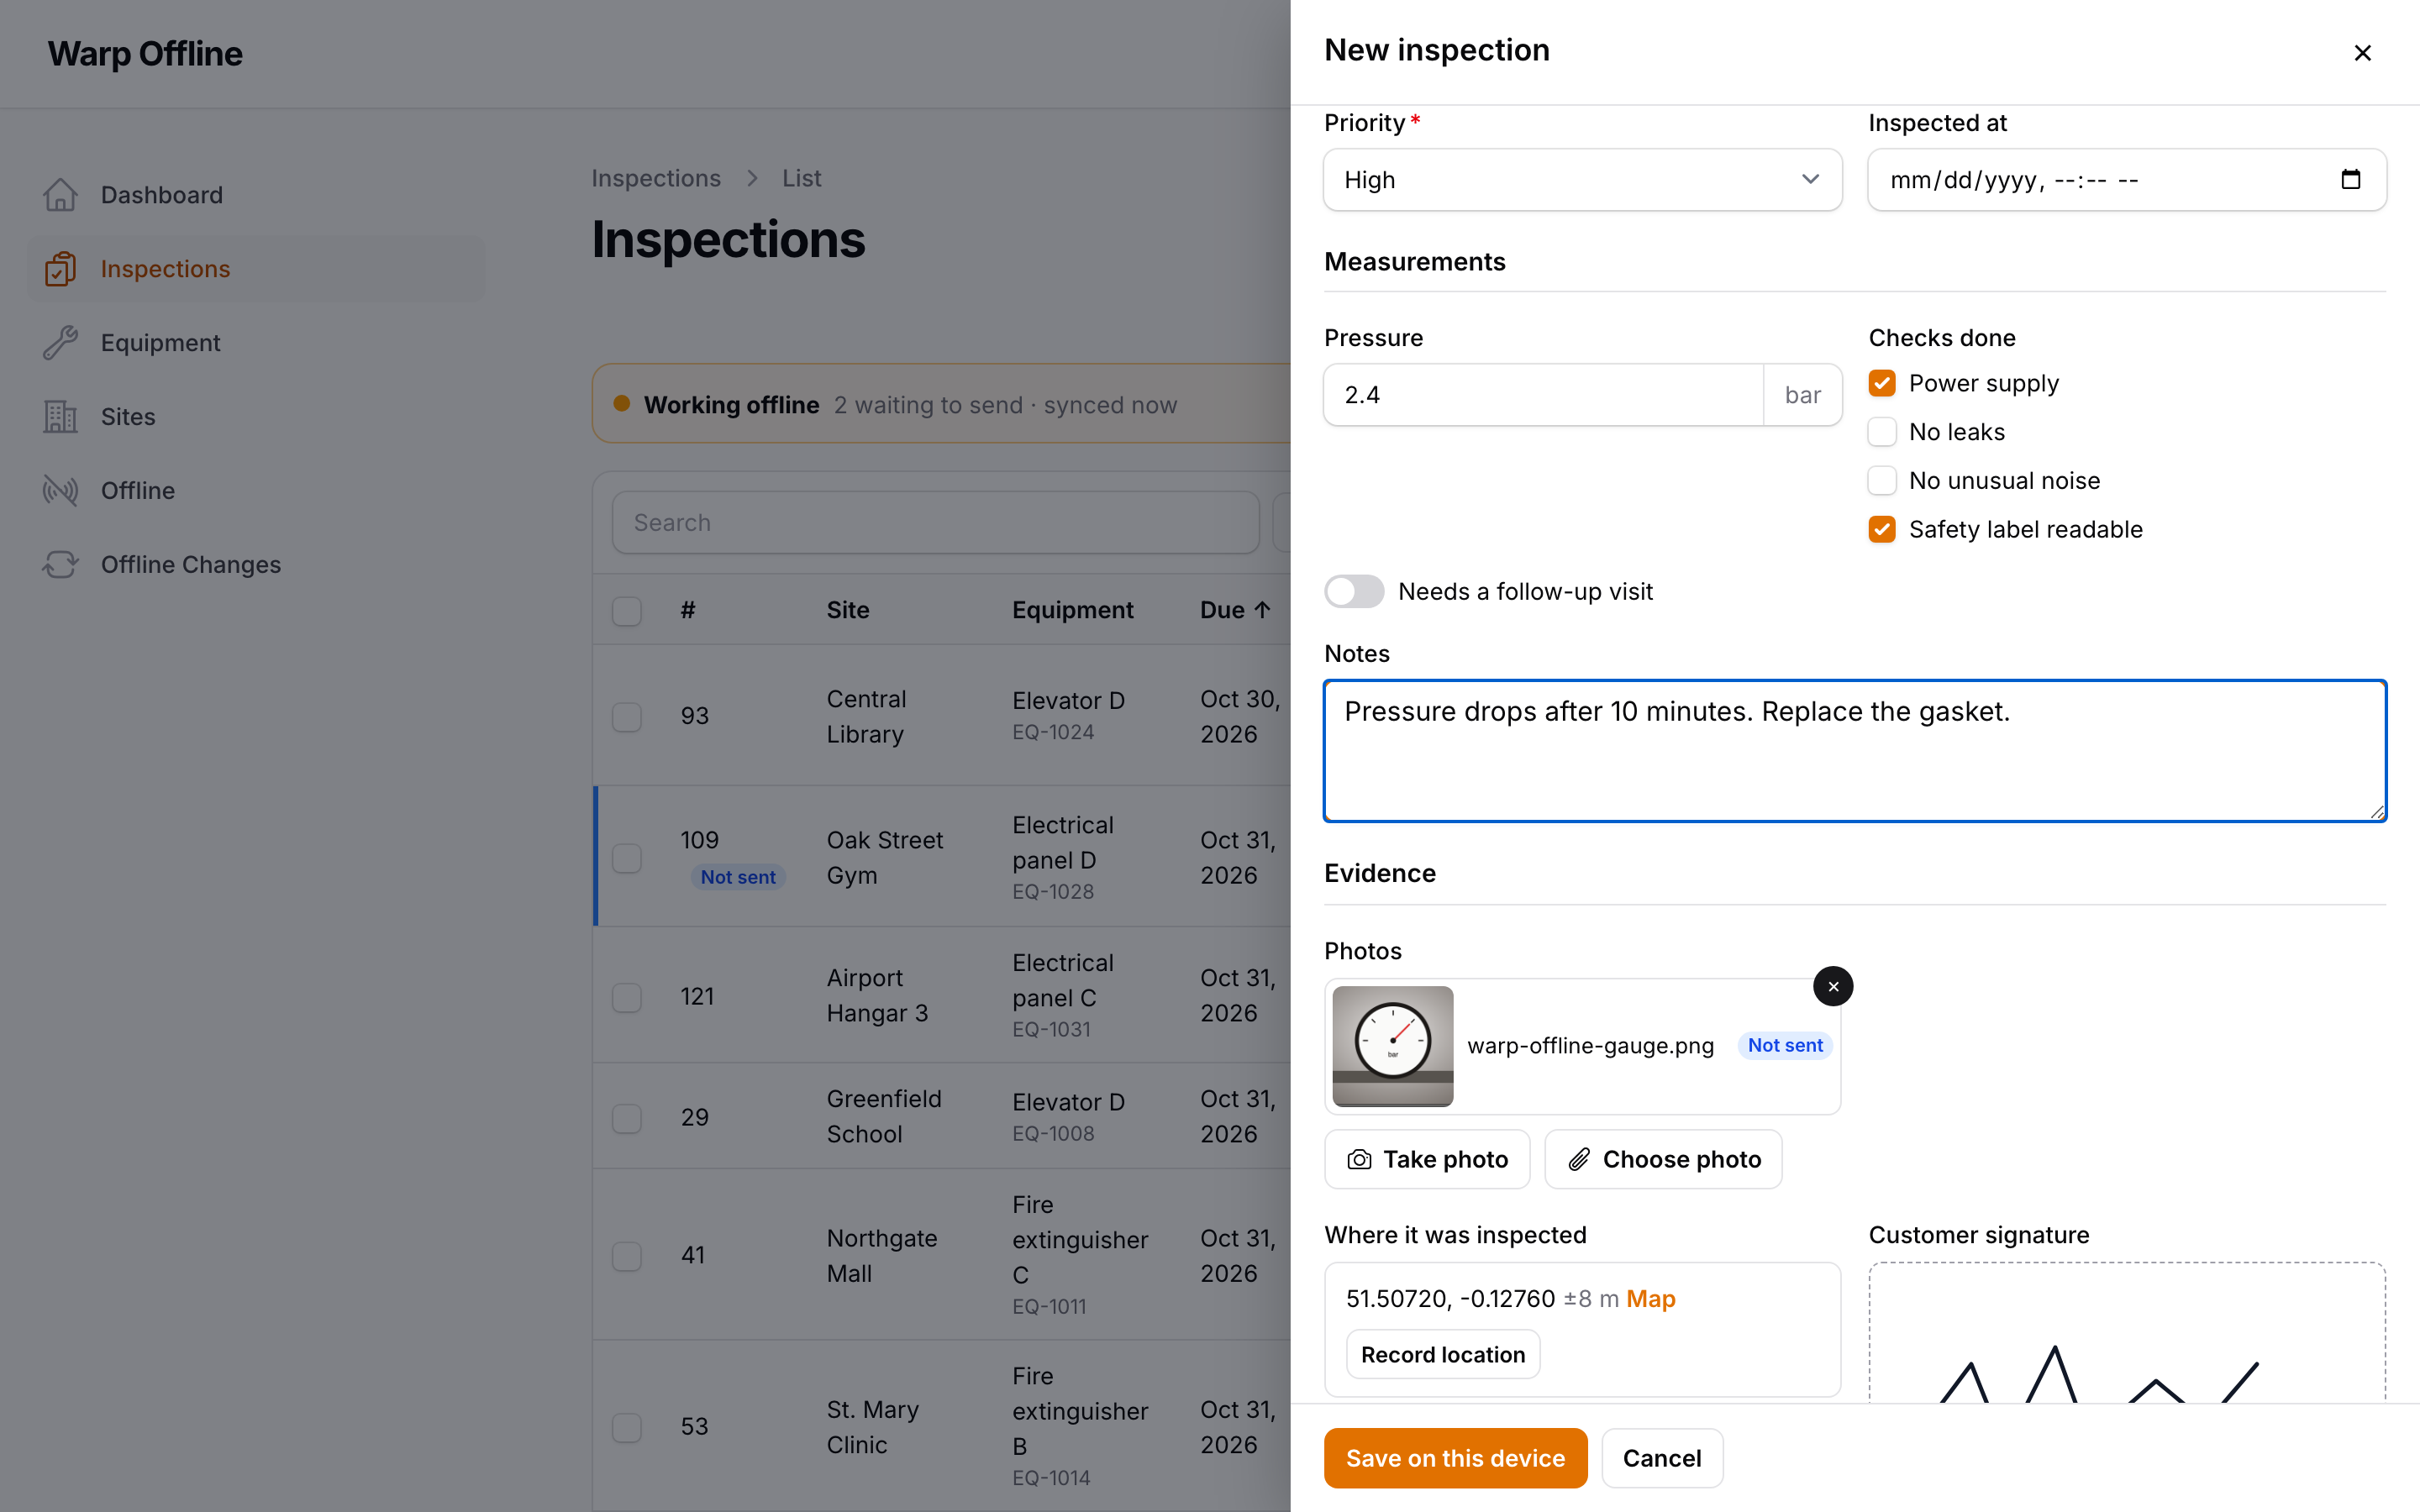 Warp Offline
Dashboard
Inspections
Equipment
Sites
Offline
Offline Changes
Inspections > List
Inspections
Working offline 2 waiting to send · synced now
Search
# Site Equipment Due ↑
93 Central Library Elevator D EQ-1024 Oct 30, 2026
109 Not sent Oak Street Gym Electrical panel D EQ-1028 Oct 31, 2026
121 Airport Hangar 3 Electrical panel C EQ-1031 Oct 31, 2026
29 Greenfield School Elevator D EQ-1008 Oct 31, 2026
41 Northgate Mall Fire extinguisher C EQ-1011 Oct 31, 2026
53 St. Mary Clinic Fire extinguisher B EQ-1014 Oct 31, 2026
New inspection
Priority*
High
Inspected at
mm/dd/yyyy, --:-- --
Measurements
Pressure
2.4 bar
Checks done
Power supply
No leaks
No unusual noise
Safety label readable
Needs a follow-up visit
Notes
Pressure drops after 10 minutes. Replace the gasket.
Evidence
Photos
bar
warp-offline-gauge.png Not sent
Take photo
Choose photo
Where it was inspected
51.50720, -0.12760 ±8 m Map
Record location
Customer signature
Save on this device
Cancel